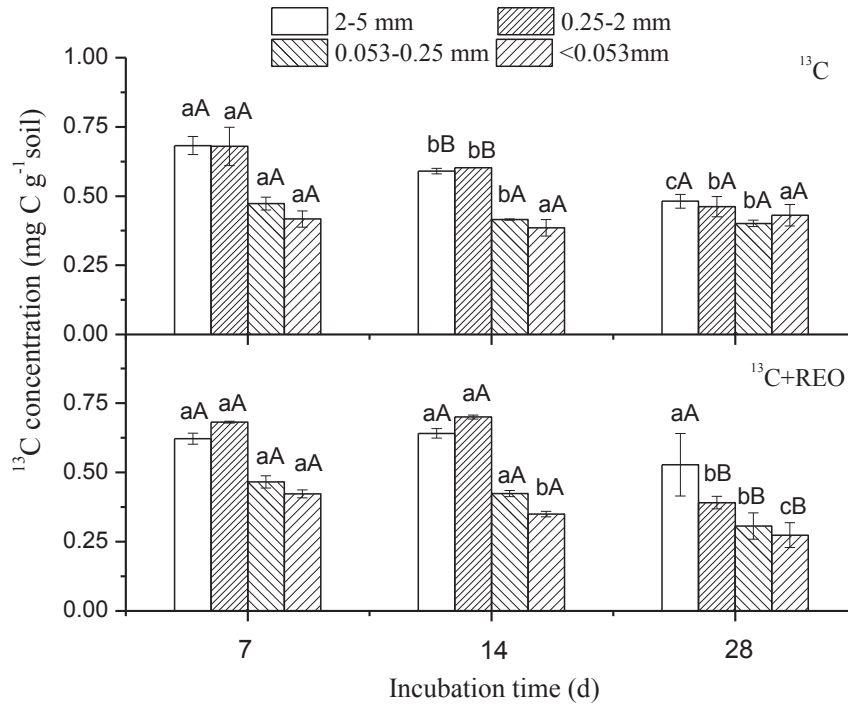 2-5 mm 0.25-2 mm
0.053-0.25 mm <0.053mm
¹³C
1.00
0.75
0.50
0.25
0.00
aA aA aA aA
bB bB bA aA
cA bA bA aA
¹³C+REO
0.75
0.50
0.25
0.00
aA aA aA aA
aA aA aA bA
aA bB bB cB
¹³C concentration (mg C g⁻¹ soil)
7 14 28
Incubation time (d)